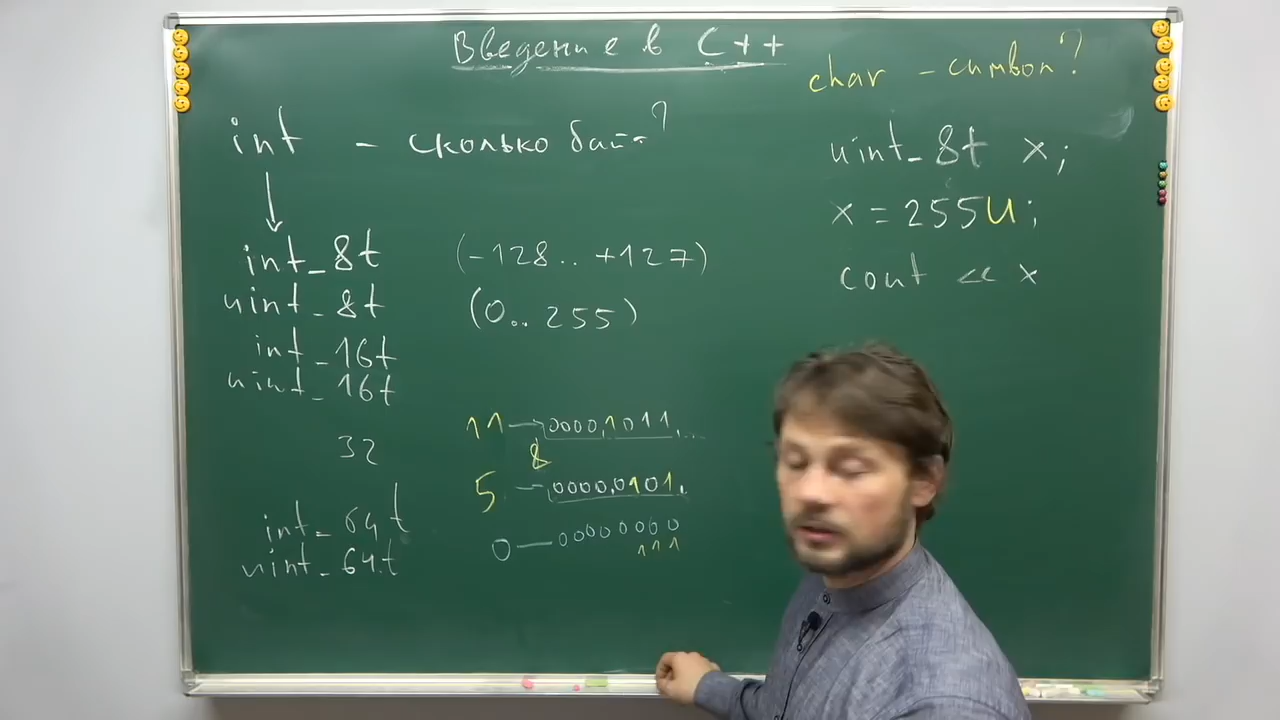 Введение в C++
char - символ?
int - сколько байт?
int_8t (-128.. +127)
uint_8t (0.. 255)
int_16t
uint_16t
32
int_64t
uint_64t
11 — 0000,1011,
&
5 — 0000,0101,
0 — 00000000
111
uint_8t x;
x = 255U;
cout << x